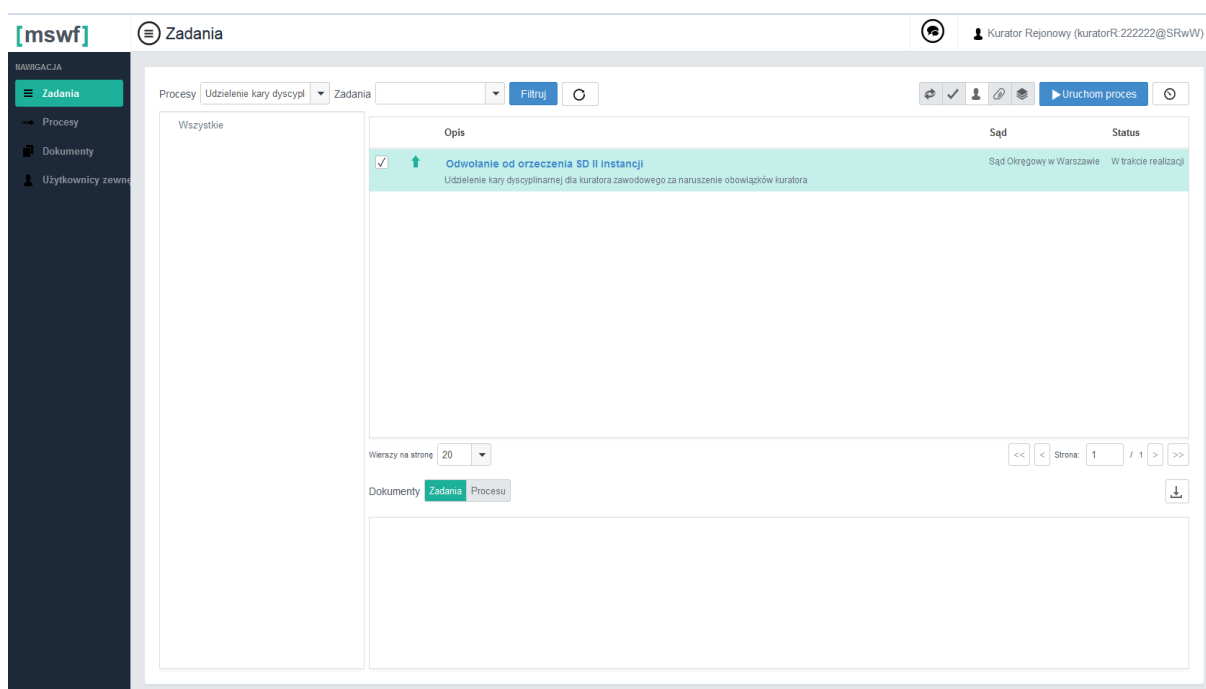 [mswf]
Zadania
Kurator Rejonowy (kuratorR:222222@SRwW)
NAWIGACJA
Zadania
Procesy
Dokumenty
Użytkownicy zewnę
Procesy Udzielenie kary dyscypl Zadania Filtruj Uruchom proces
Wszystkie
Opis Sąd Status
Odwołanie od orzeczenia SD II instancji Sąd Okręgowy w Warszawie W trakcie realizacji
Udzielenie kary dyscyplinarnej dla kuratora zawodowego za naruszenie obowiązków kuratora
Wierszy na stronę 20 << < Strona: 1 / 1 > >>
Dokumenty Zadania Procesu